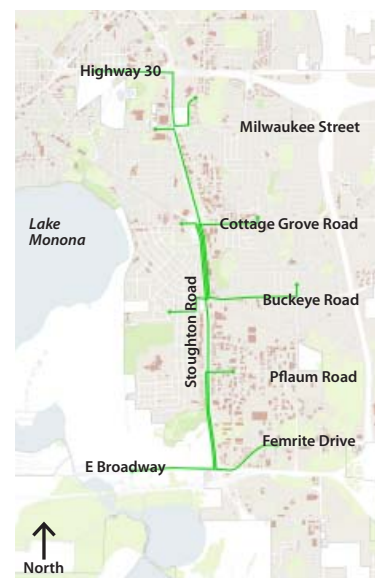 Highway 30
Milwaukee Street
Lake
Monona
Cottage Grove Road
Buckeye Road
Stoughton Road
Pflaum Road
Femrite Drive
E Broadway
North